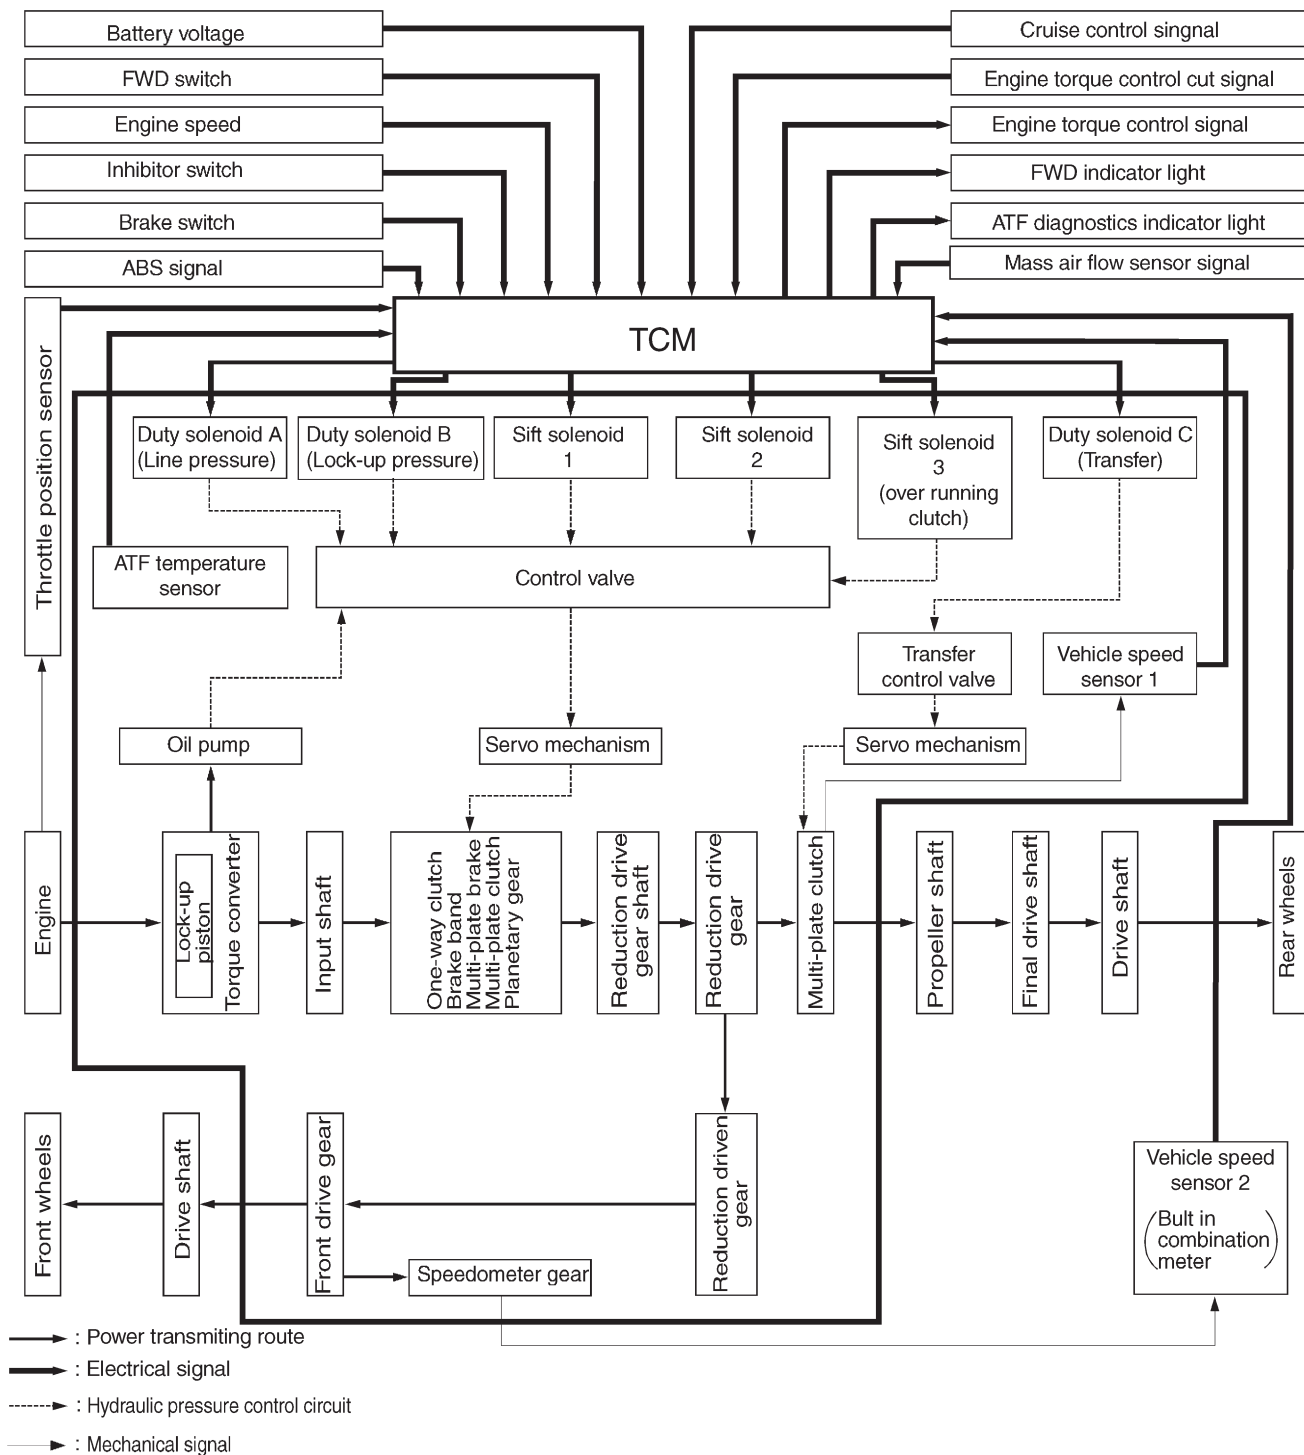 Battery voltage
FWD switch
Engine speed
Inhibitor switch
Brake switch
ABS signal
Cruise control singnal
Engine torque control cut signal
Engine torque control signal
FWD indicator light
ATF diagnostics indicator light
Mass air flow sensor signal
TCM
Throttle position sensor
Duty solenoid A
(Line pressure)
Duty solenoid B
(Lock-up pressure)
Sift solenoid
1
Sift solenoid
2
Sift solenoid
3
(over running
clutch)
Duty solenoid C
(Transfer)
ATF temperature
sensor
Control valve
Transfer
control valve
Vehicle speed
sensor 1
Oil pump
Servo mechanism
Servo mechanism
Engine
Lock-up
piston
Torque converter
Input shaft
One-way clutch
Brake band
Multi-plate brake
Multi-plate clutch
Planetary gear
Reduction drive
gear shaft
Reduction drive
gear
Multi-plate clutch
Propeller shaft
Final drive shaft
Drive shaft
Rear wheels
Front wheels
Drive shaft
Front drive gear
Speedometer gear
Reduction driven
gear
Vehicle speed
sensor 2
(Bult in
combination
meter)
: Power transmiting route
: Electrical signal
: Hydraulic pressure control circuit
: Mechanical signal